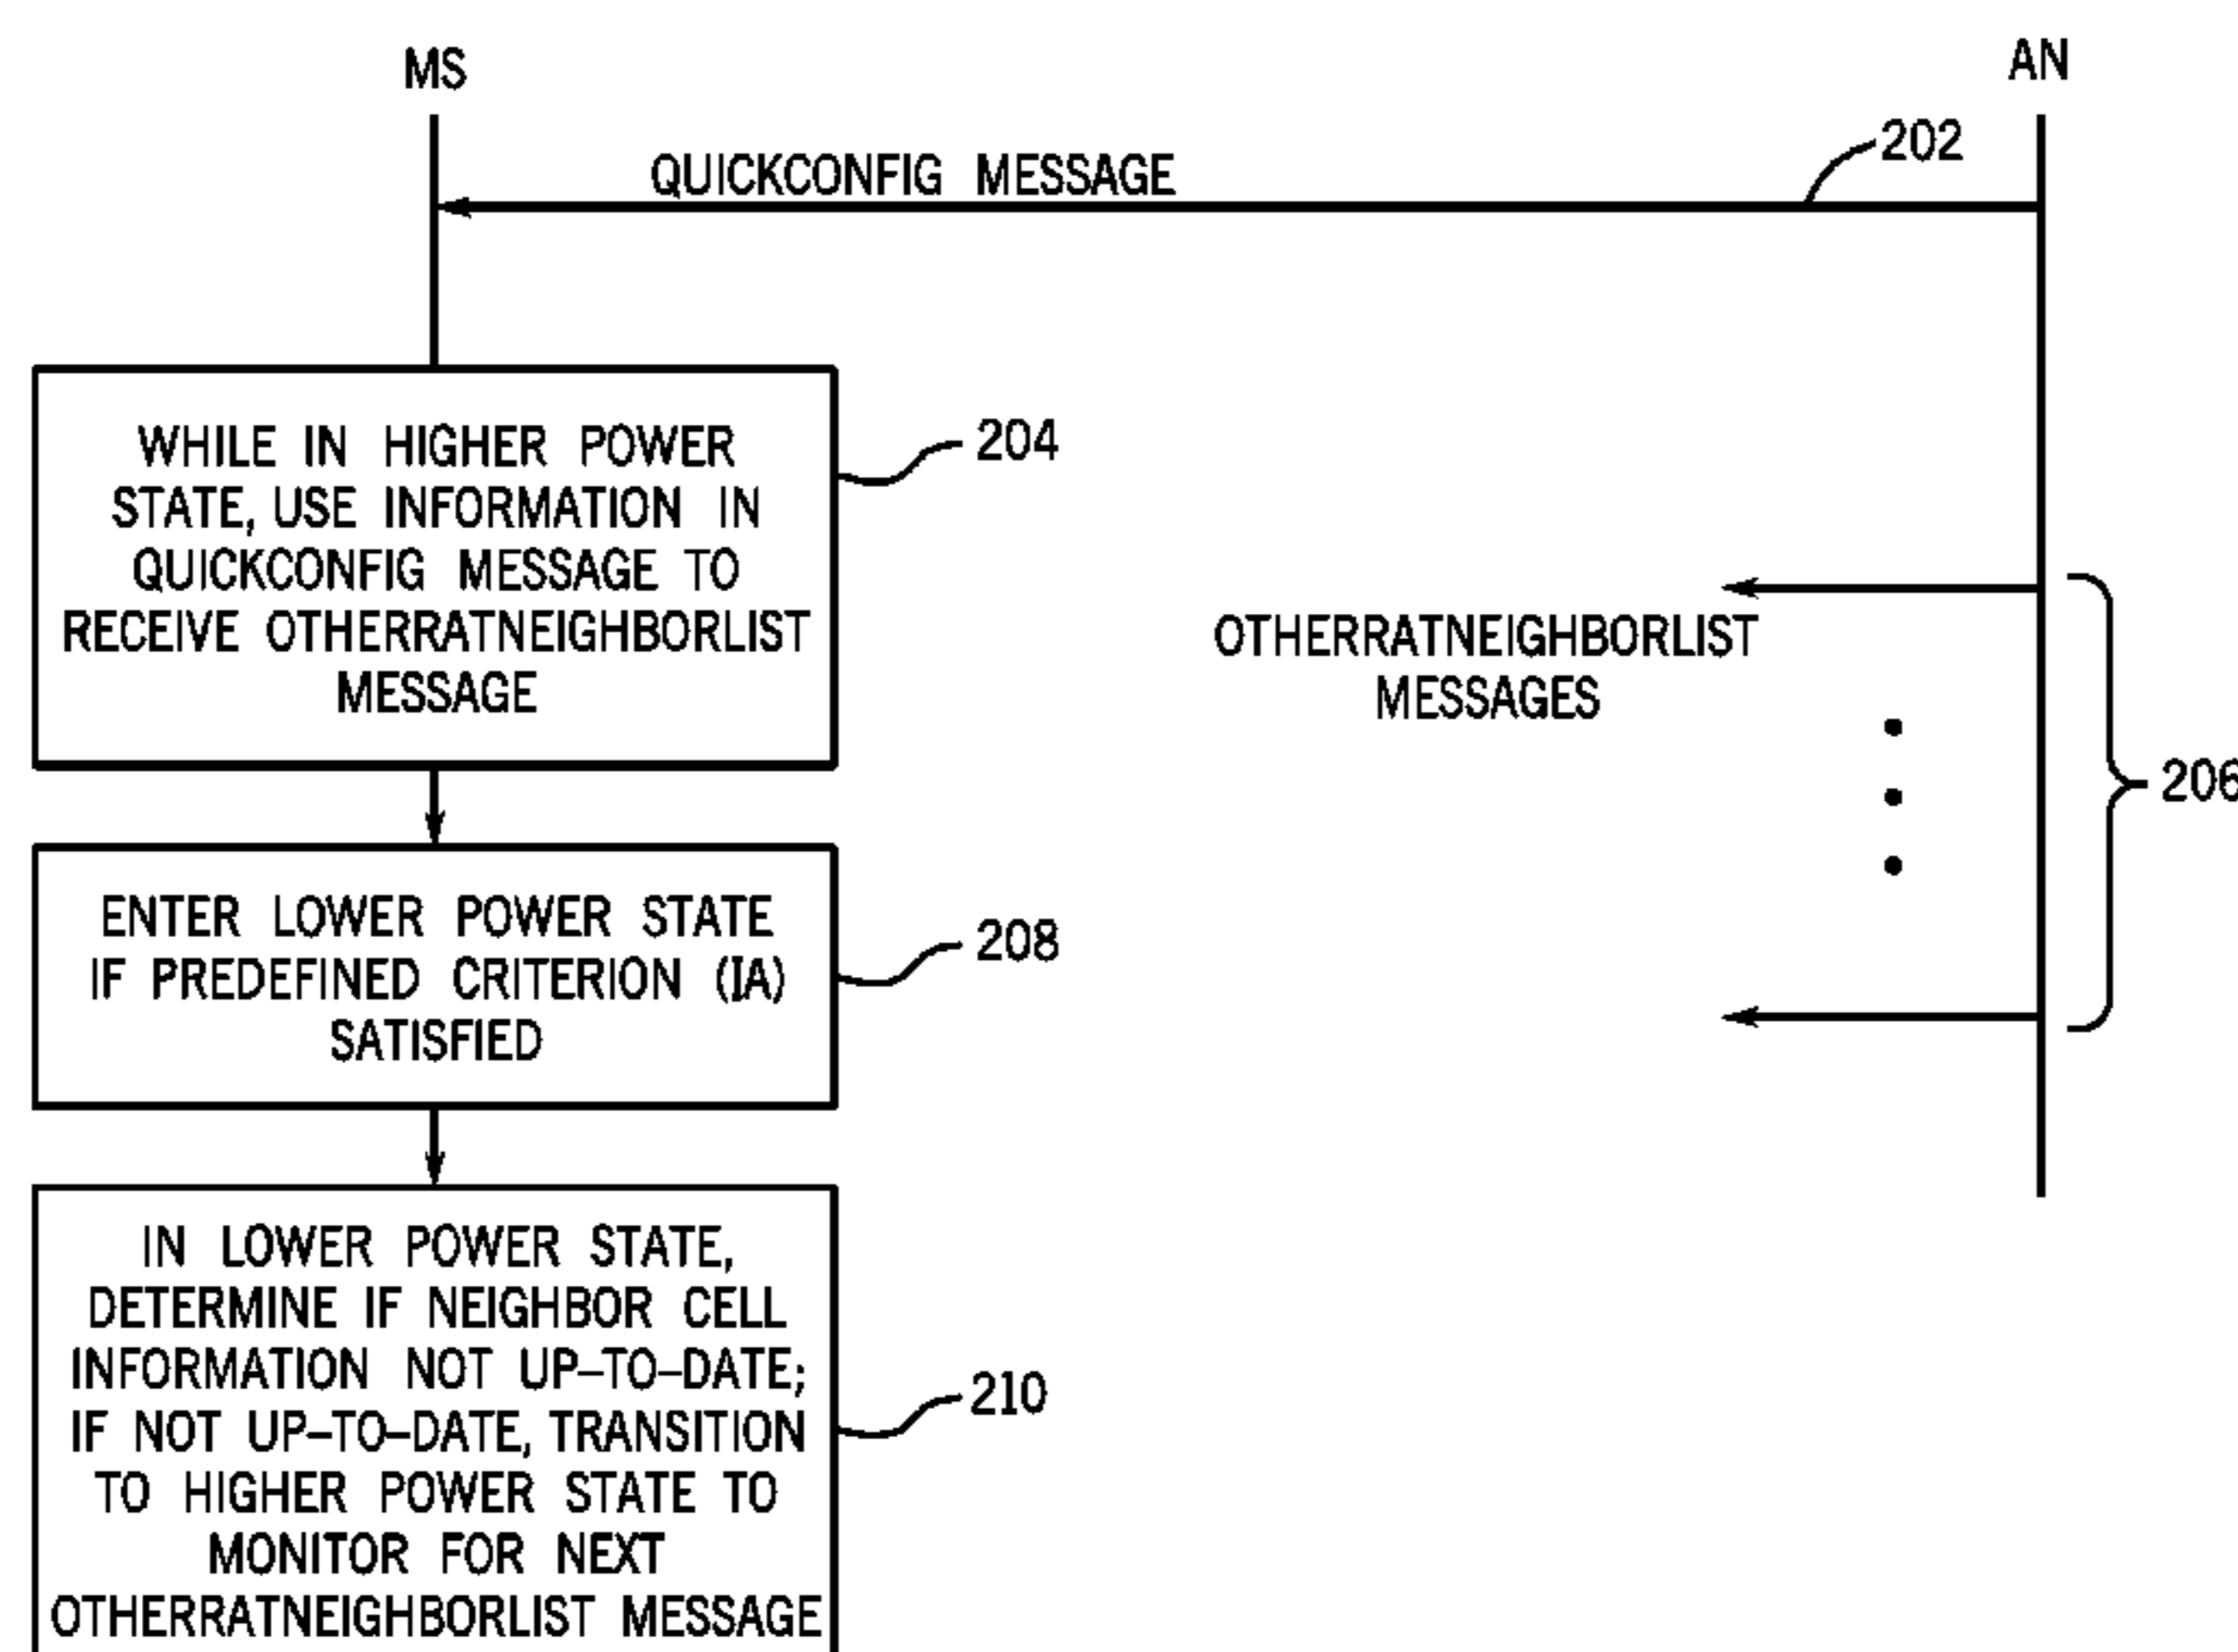 MS
AN
QUICKCONFIG MESSAGE
202
WHILE IN HIGHER POWER
STATE, USE INFORMATION IN
QUICKCONFIG MESSAGE TO
RECEIVE OTHERRATNEIGHBORLIST
MESSAGE
204
OTHERRATNEIGHBORLIST
MESSAGES
206
ENTER LOWER POWER STATE
IF PREDEFINED CRITERION (IA)
SATISFIED
208
IN LOWER POWER STATE,
DETERMINE IF NEIGHBOR CELL
INFORMATION NOT UP-TO-DATE;
IF NOT UP-TO-DATE, TRANSITION
TO HIGHER POWER STATE TO
MONITOR FOR NEXT
OTHERRATNEIGHBORLIST MESSAGE
210